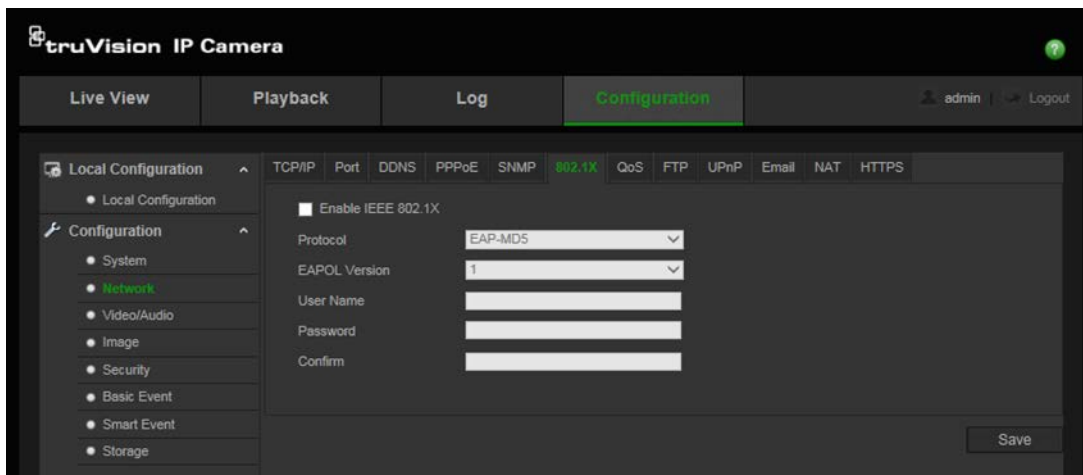 truVision IP Camera
?
Live View Playback Log Configuration admin | Logout
Local Configuration
Local Configuration
Configuration
System
Network
Video/Audio
Image
Security
Basic Event
Smart Event
Storage
TCP/IP Port DDNS PPPoE SNMP 802.1X QoS FTP UPnP Email NAT HTTPS
Enable IEEE 802.1X
Protocol EAP-MD5
EAPOL Version 1
User Name
Password
Confirm
Save